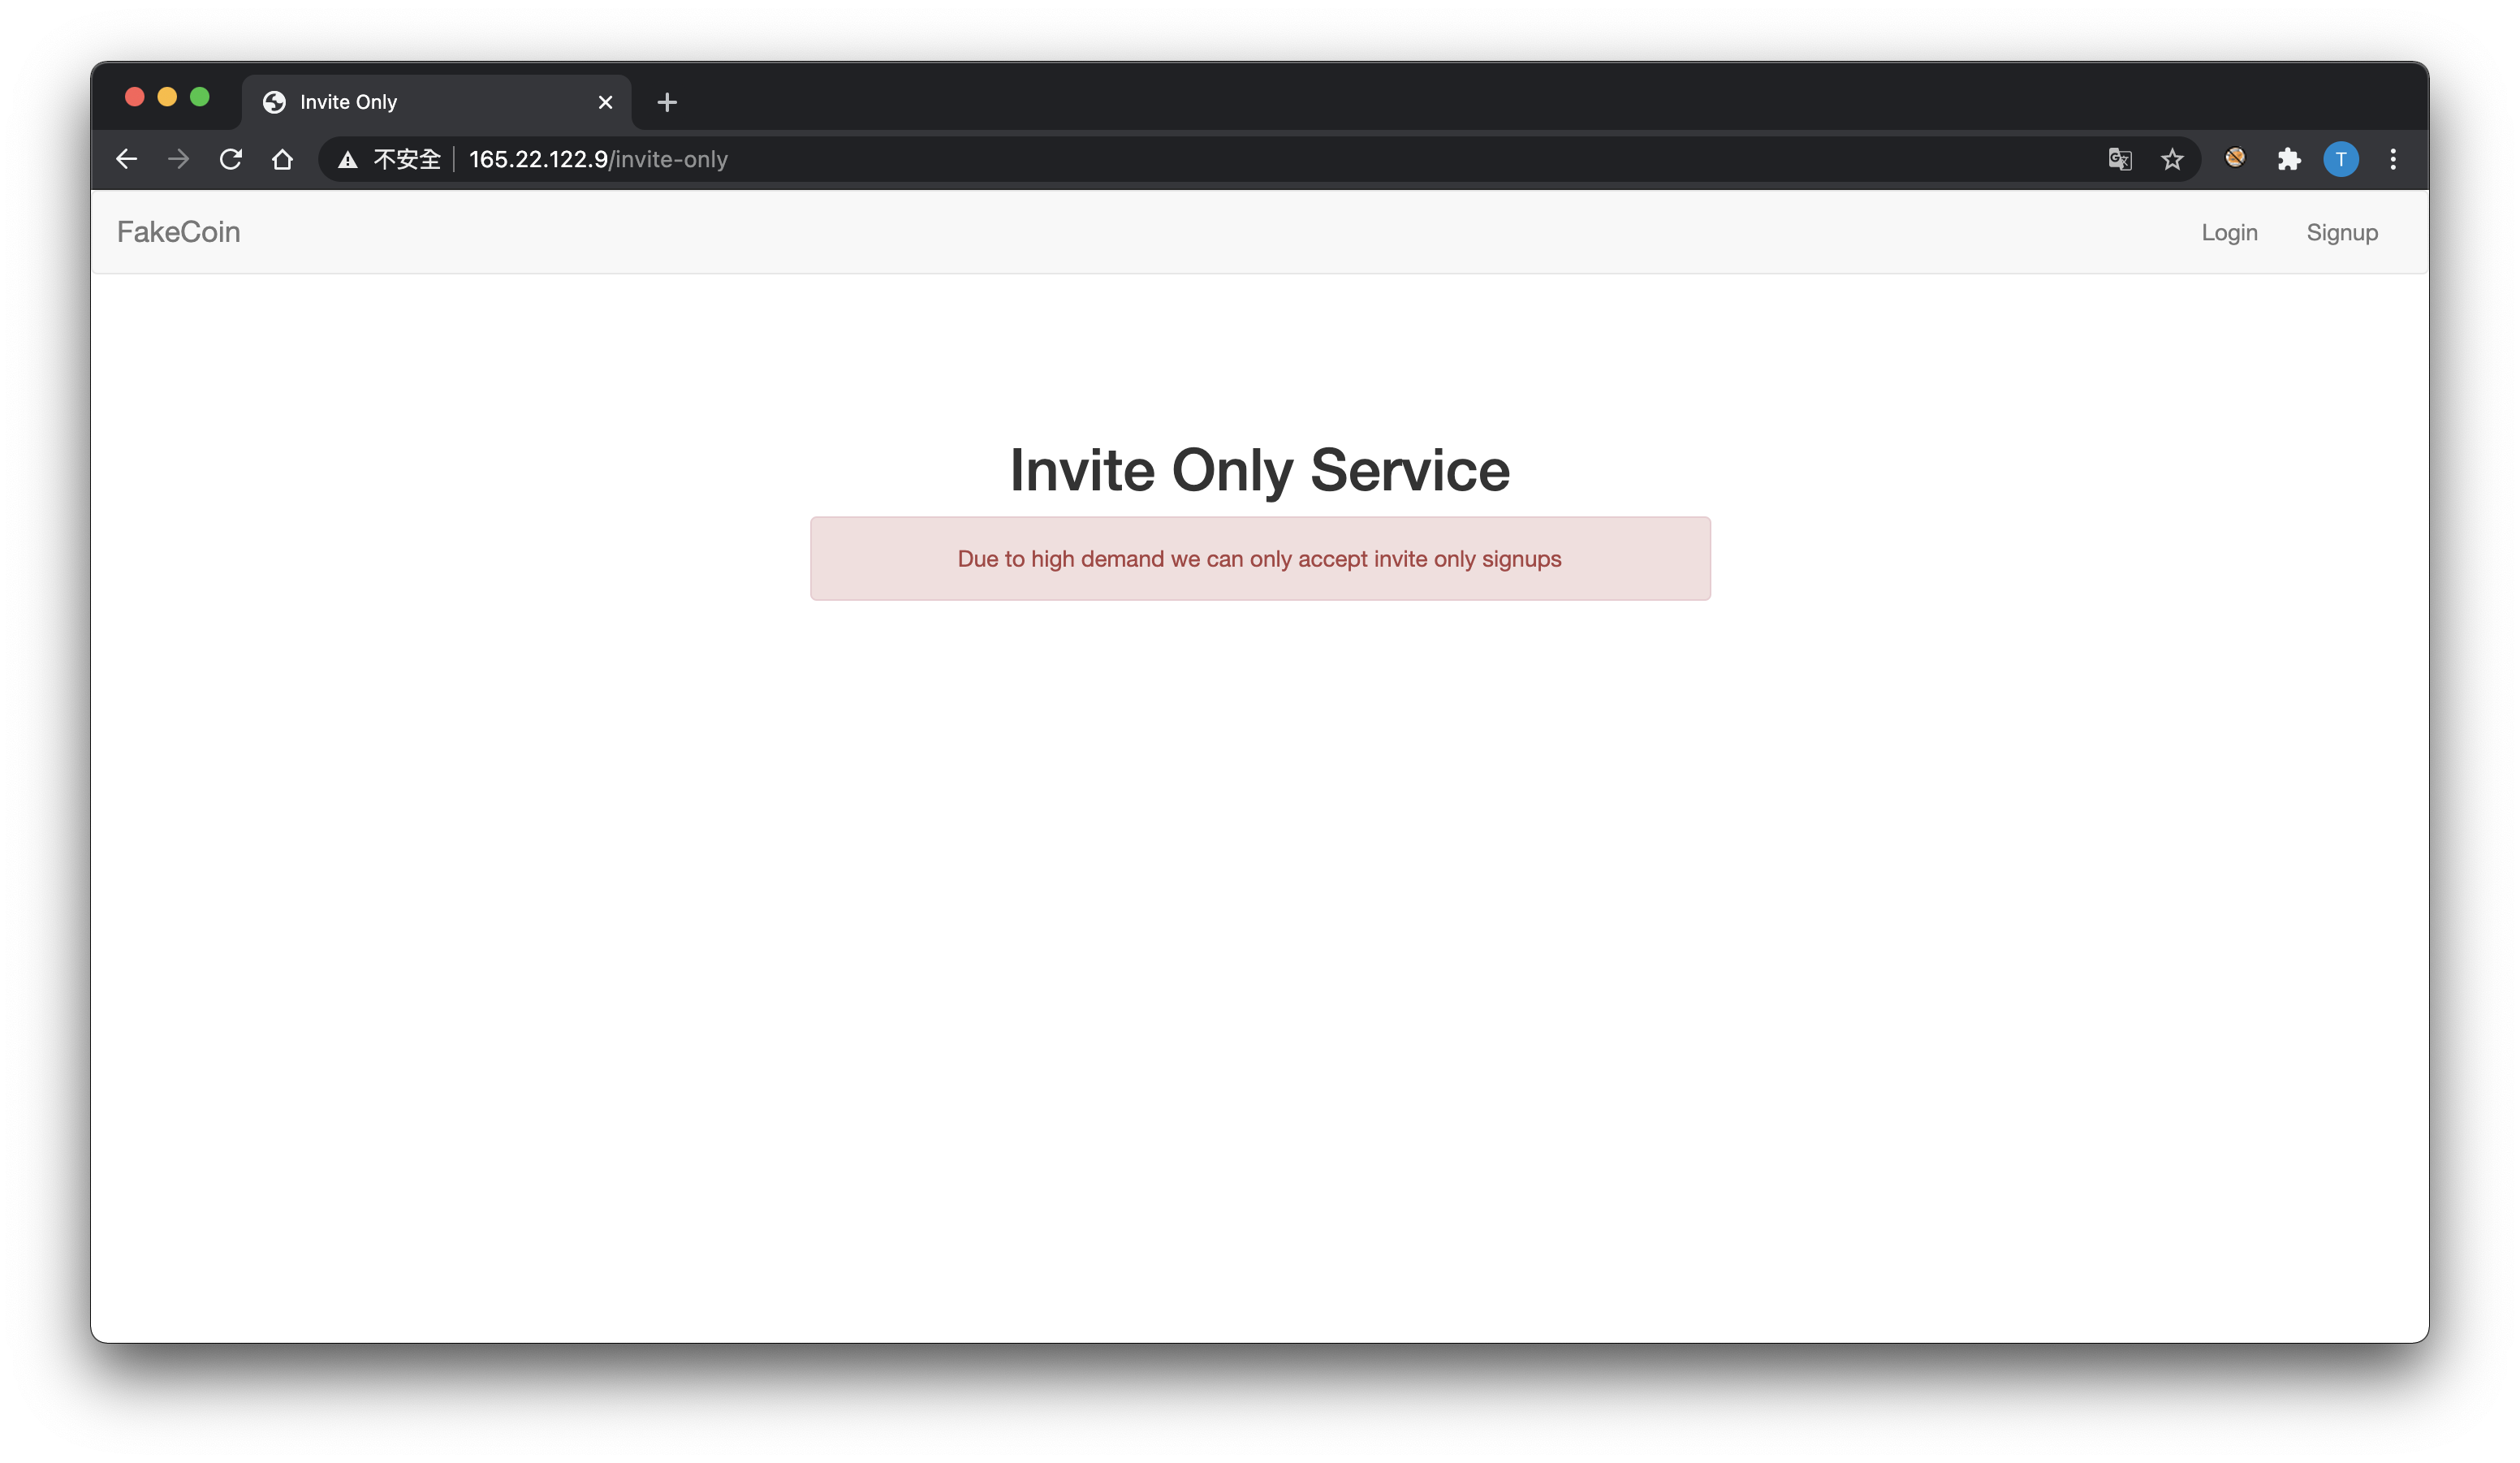 Invite Only
不安全 165.22.122.9/invite-only
T
FakeCoin Login Signup
Invite Only Service
Due to high demand we can only accept invite only signups